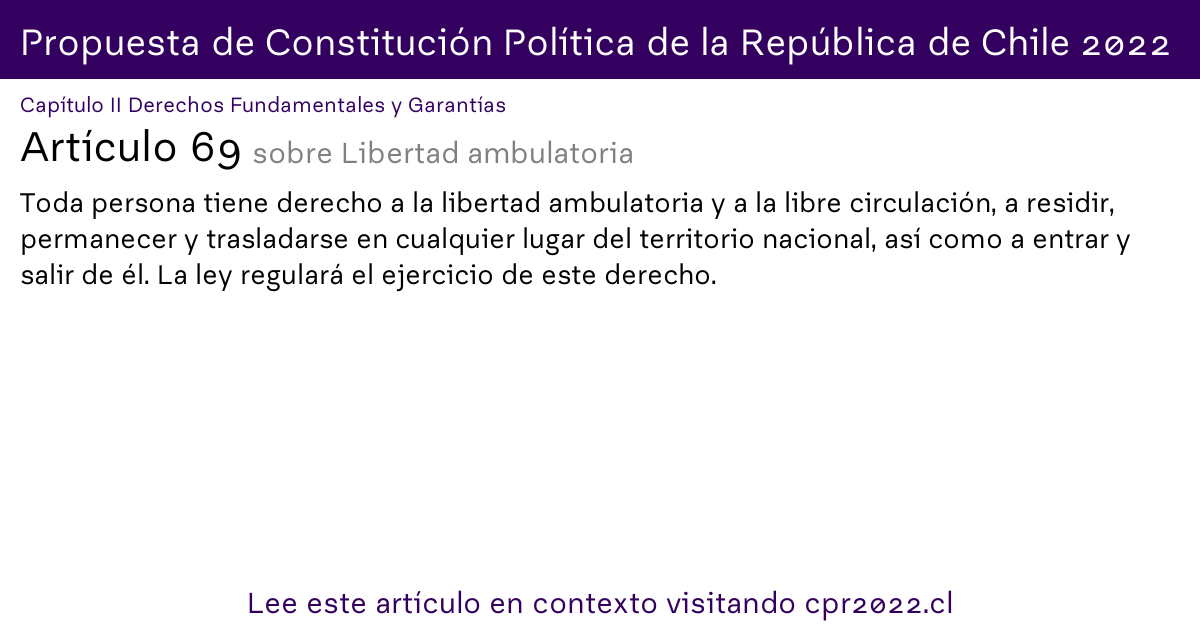 Propuesta de Constitución Política de la República de Chile 2022
Capítulo II Derechos Fundamentales y Garantías
Artículo 69 sobre Libertad ambulatoria
Toda persona tiene derecho a la libertad ambulatoria y a la libre circulación, a residir,
permanecer y trasladarse en cualquier lugar del territorio nacional, así como a entrar y
salir de él. La ley regulará el ejercicio de este derecho.
Lee este artículo en contexto visitando cpr2022.cl